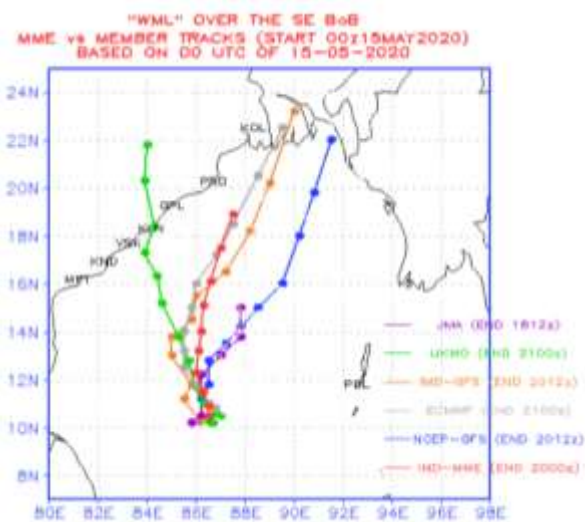 "WML" OVER THE SE BoB
MME vs MEMBER TRACKS (START 00z15MAY2020)
BASED ON 00 UTC OF 15-05-2020
24N
22N
20N
18N
16N
14N
12N
10N
8N
KOL
PRD
GPL
VSK
KND
MPT
PBL
JMA (END 1812z)
UKMO (END 2100z)
IMD-GFS (END 2012z)
ECMWF (END 2100z)
NCEP-GFS (END 2012z)
IMD-MME (END 2000z)
80E 82E 84E 86E 88E 90E 92E 94E 96E 98E